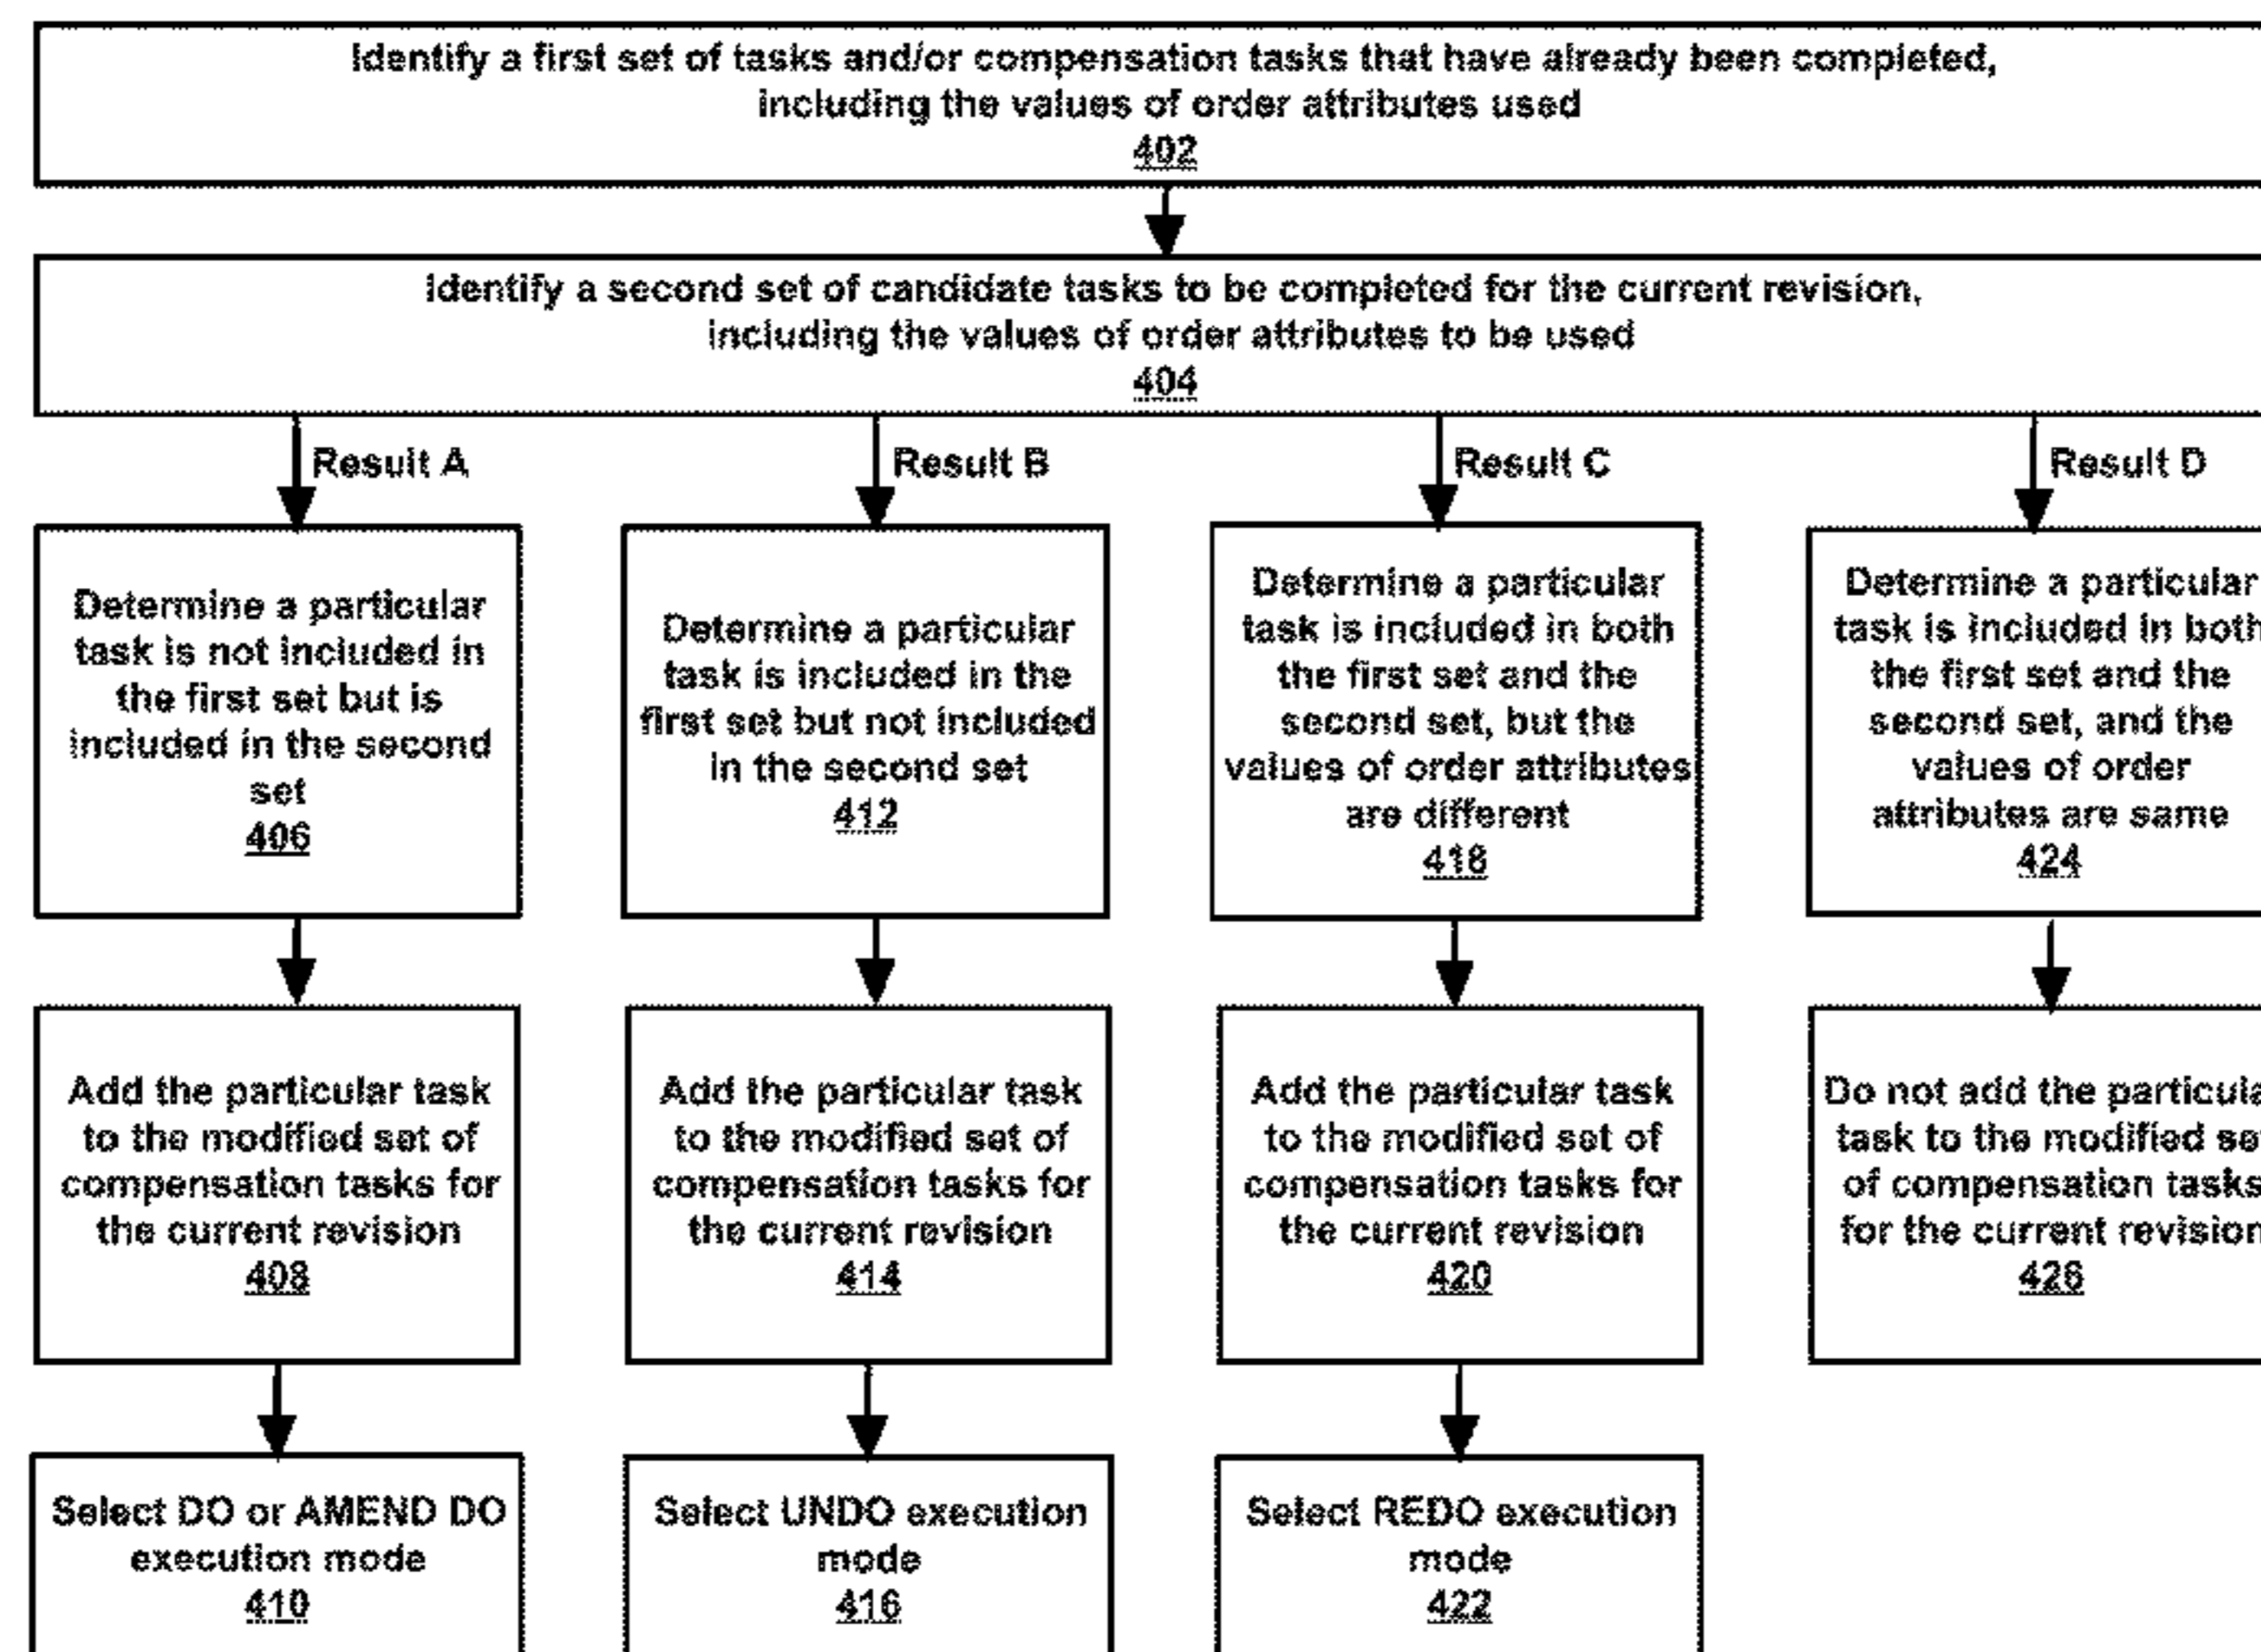 Identify a first set of tasks and/or compensation tasks that have already been completed,
including the values of order attributes used
402
Identify a second set of candidate tasks to be completed for the current revision,
including the values of order attributes to be used
404
Result A
Result B
Result C
Result D
Determine a particular
task is not included in
the first set but is
included in the second
set
406
Determine a particular
task is included in the
first set but not included
in the second set
412
Determine a particular
task is included in both
the first set and the
second set, but the
values of order attributes
are different
418
Determine a particular
task is included in both
the first set and the
second set, and the
values of order
attributes are same
424
Add the particular task
to the modified set of
compensation tasks for
the current revision
408
Add the particular task
to the modified set of
compensation tasks for
the current revision
414
Add the particular task
to the modified set of
compensation tasks for
the current revision
420
Do not add the particula
task to the modified set
of compensation tasks
for the current revision
426
Select DO or AMEND DO
execution mode
410
Select UNDO execution
mode
416
Select REDO execution
mode
422